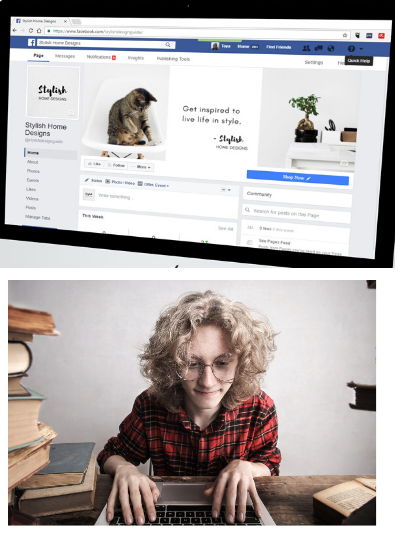 Stylish Home Designs
https://www.facebook.com/
Stylish Home Designs
Home
Find Friends
Page
Messages
Notifications
Insights
Publishing Tools
Settings
Quick Help
Stylish
HOME DESIGNS
Get inspired to
live life in style.
- Stylish
HOME DESIGNS
Stylish Home
Designs
Home
About
Photos
Events
Likes
Videos
Posts
Manage Tabs
Like
Follow
More
Shop Now
Status
Photo / Video
Offer, Event +
Write something...
This Week
See All
Community
Search for posts on this Page
See Pages Feed